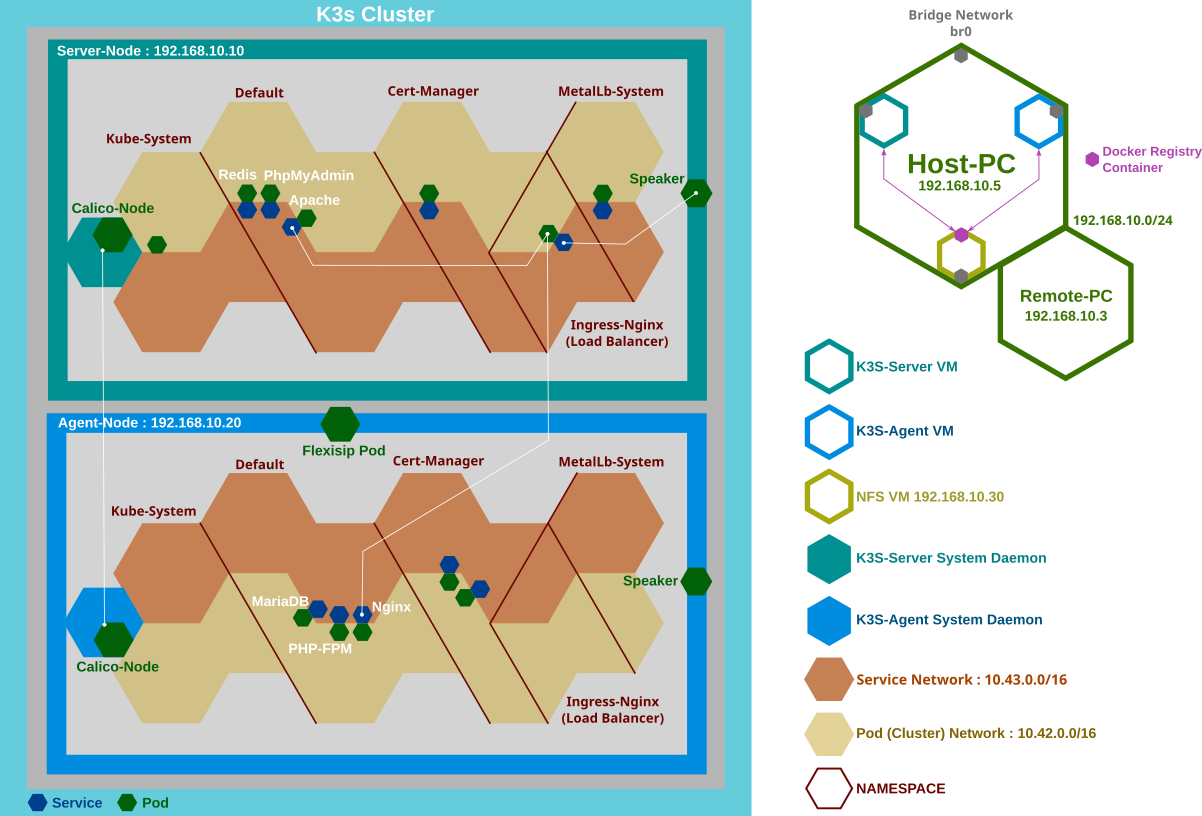 K3s Cluster
Server-Node : 192.168.10.10
Default
Cert-Manager
MetalLb-System
Kube-System
Redis
PhpMyAdmin
Apache
Speaker
Calico-Node
Ingress-Nginx
(Load Balancer)
Agent-Node : 192.168.10.20
Flexisip Pod
Default
Cert-Manager
MetalLb-System
Kube-System
MariaDB
Nginx
PHP-FPM
Speaker
Calico-Node
Ingress-Nginx
(Load Balancer)
Service
Pod
Bridge Network
br0
Host-PC
192.168.10.5
Docker Registry
Container
192.168.10.0/24
Remote-PC
192.168.10.3
K3S-Server VM
K3S-Agent VM
NFS VM 192.168.10.30
K3S-Server System Daemon
K3S-Agent System Daemon
Service Network : 10.43.0.0/16
Pod (Cluster) Network : 10.42.0.0/16
NAMESPACE